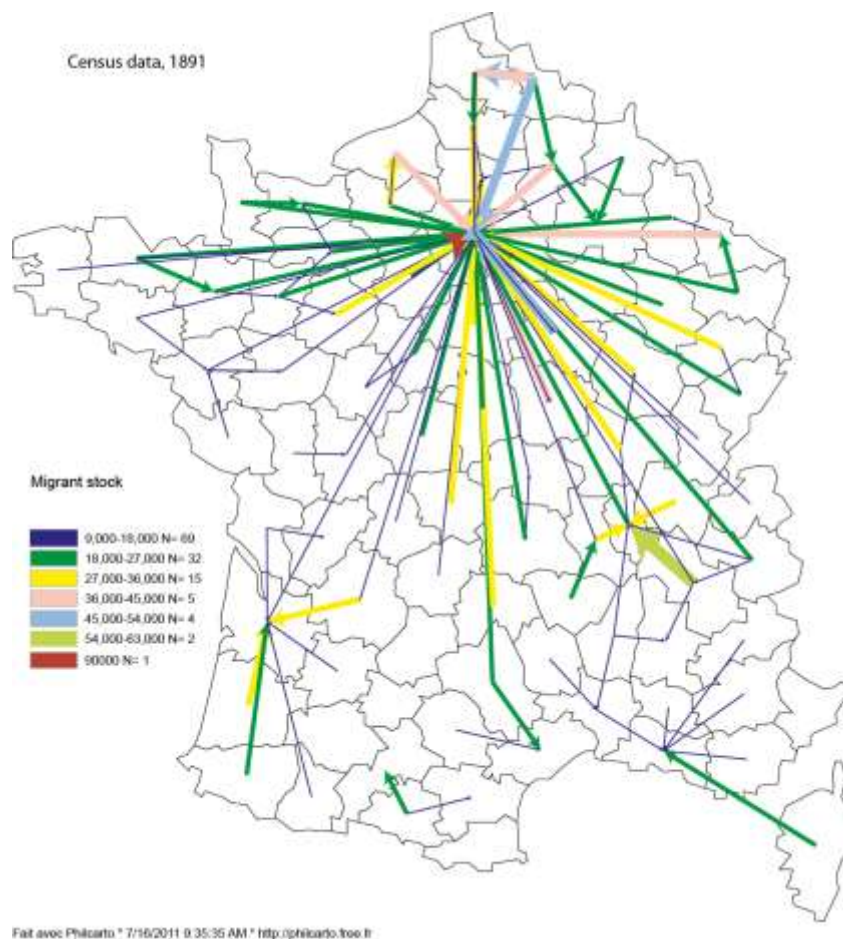 Census data, 1891
Migrant stock
9,000-18,000 N= 69
18,000-27,000 N= 32
27,000-36,000 N= 15
36,000-45,000 N= 5
45,000-54,000 N= 4
54,000-63,000 N= 2
90000 N= 1
Fait avec Philcarto * 7/16/2011 9:35:35 AM * http://philcarto.free.fr